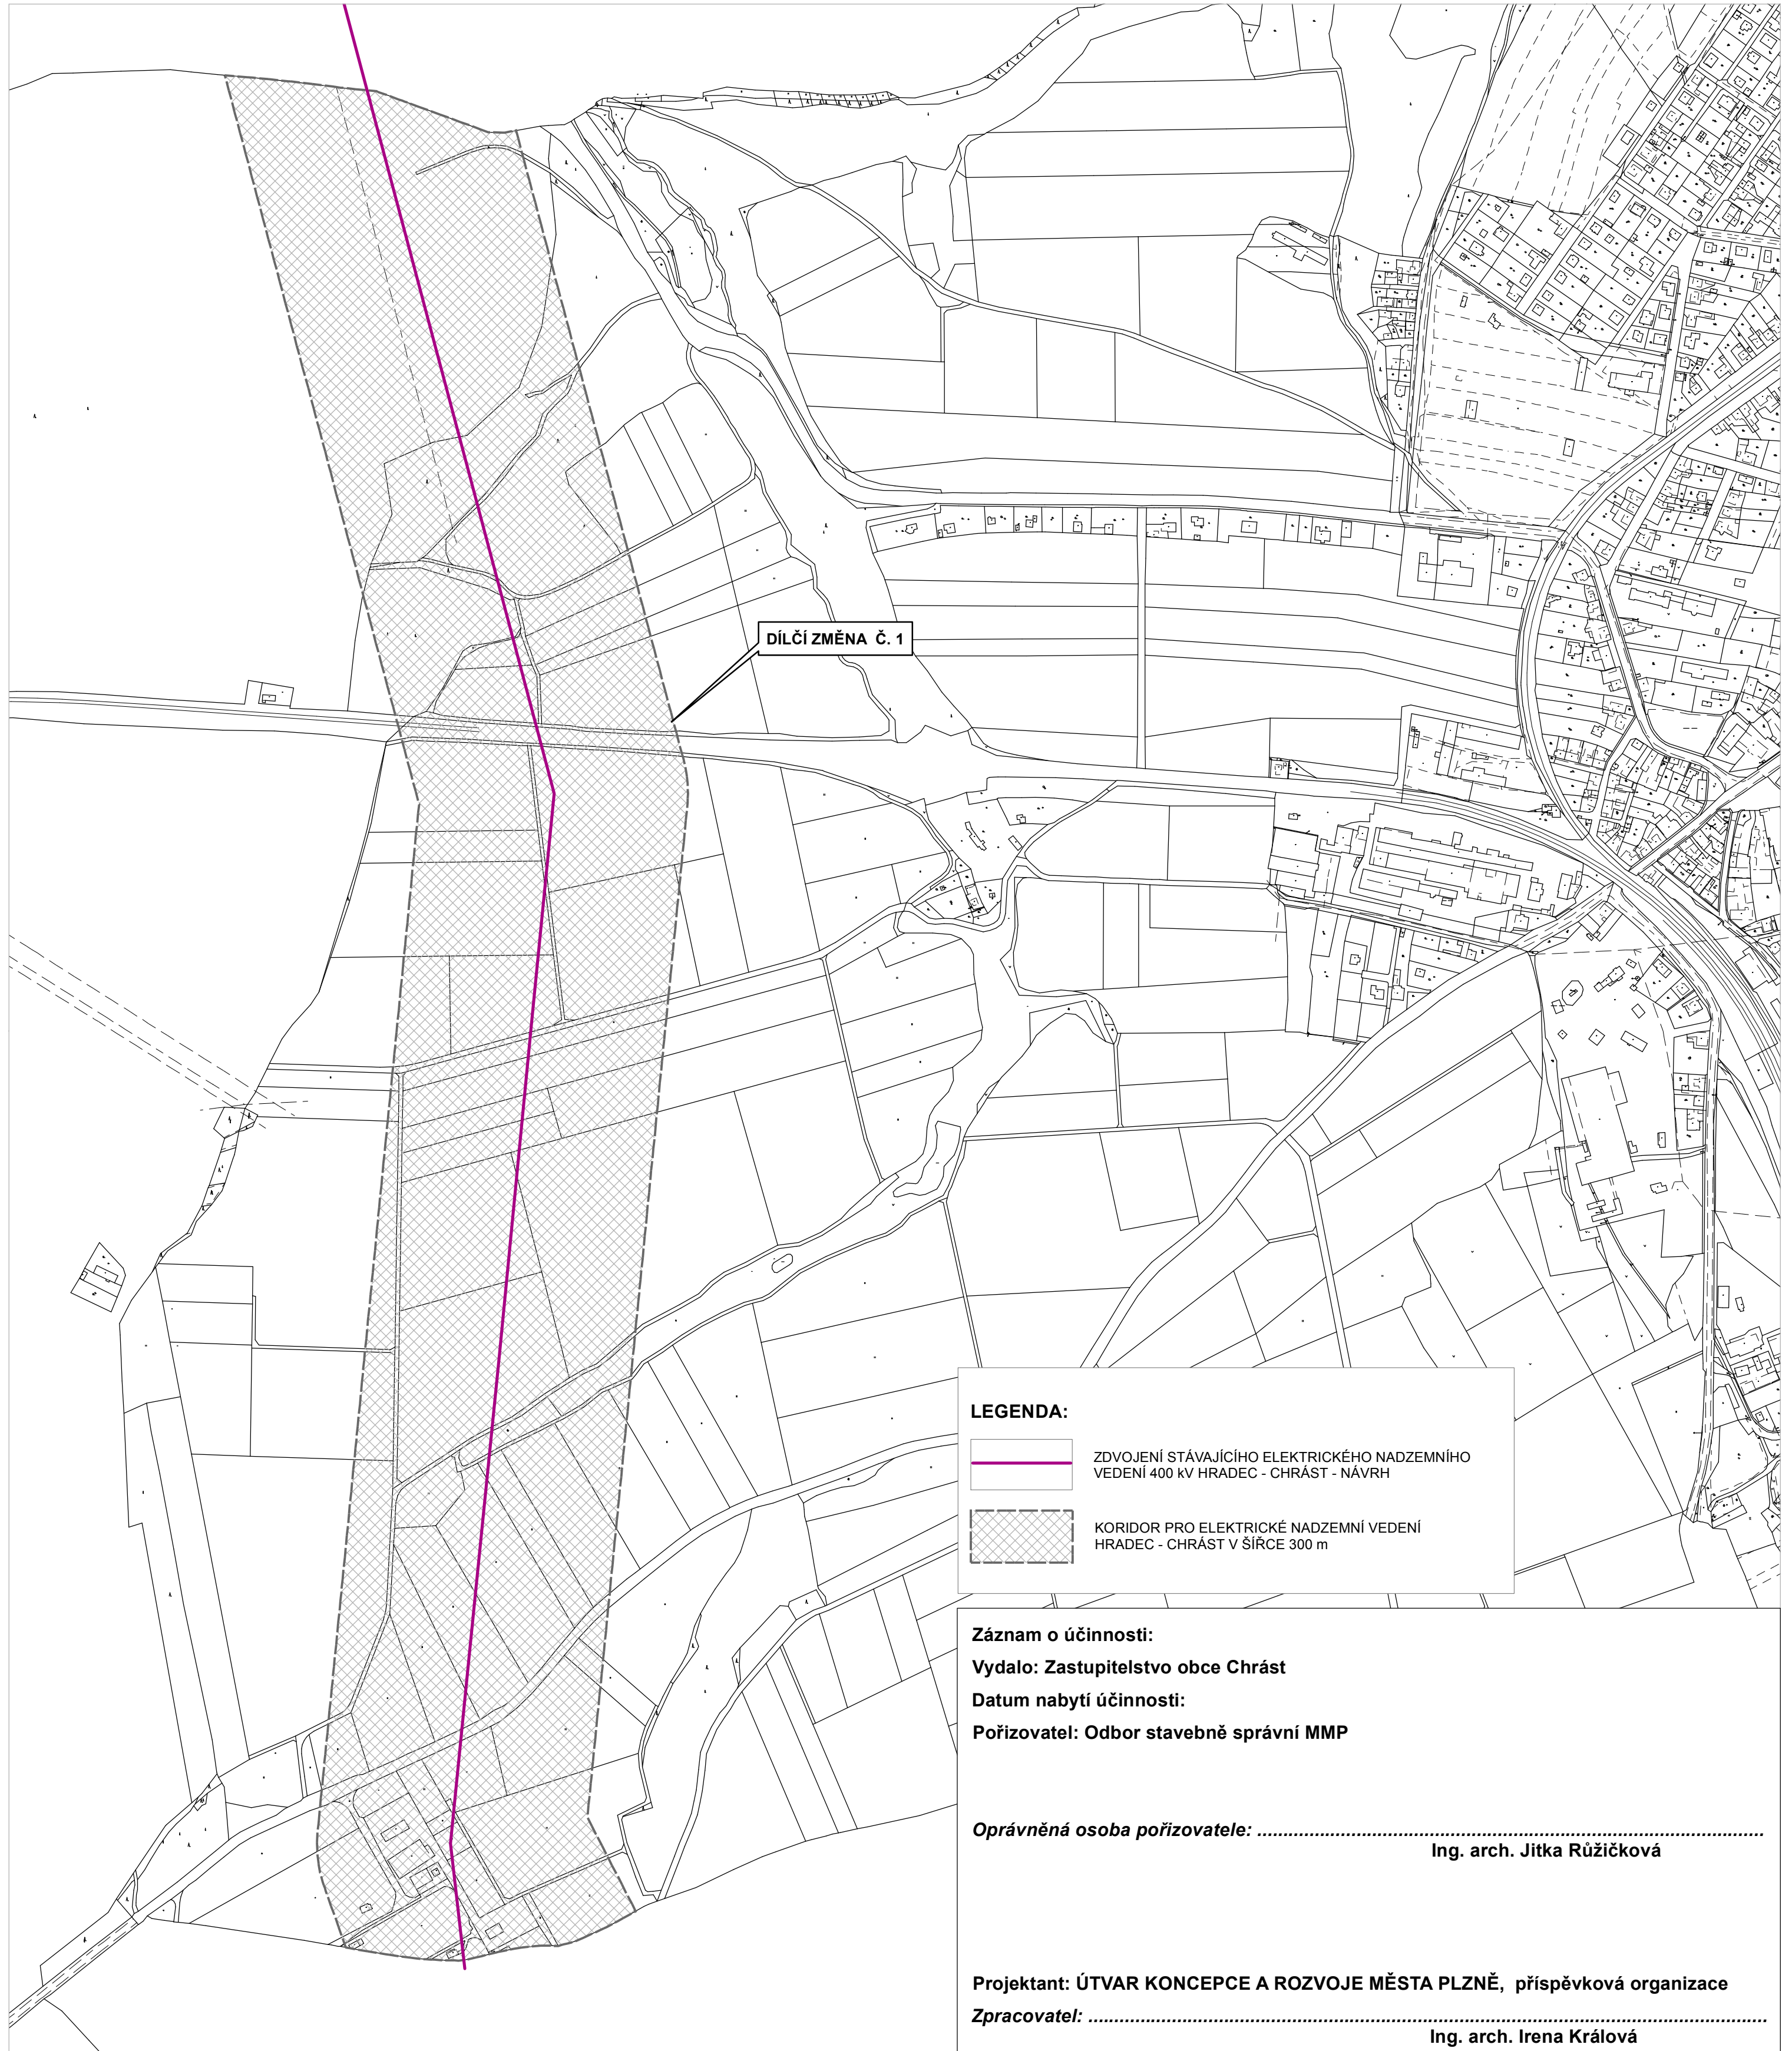 DÍLČÍ ZMĚNA Č. 1
LEGENDA:
ZDVOJENÍ STÁVAJÍCÍHO ELEKTRICKÉHO NADZEMNÍHO
VEDENÍ 400 kV HRADEC - CHRÁST - NÁVRH
KORIDOR PRO ELEKTRICKÉ NADZEMNÍ VEDENÍ
HRADEC - CHRÁST V ŠÍŘCE 300 m
Záznam o účinnosti:
Vydalo: Zastupitelstvo obce Chrást
Datum nabytí účinnosti:
Pořizovatel: Odbor stavebně správní MMP
Oprávněná osoba pořizovatele: ....................................................................................................
Ing. arch. Jitka Růžičková
Projektant: ÚTVAR KONCEPCE A ROZVOJE MĚSTA PLZNĚ, příspěvková organizace
Zpracovatel: ....................................................................................................................................
Ing. arch. Irena Králová